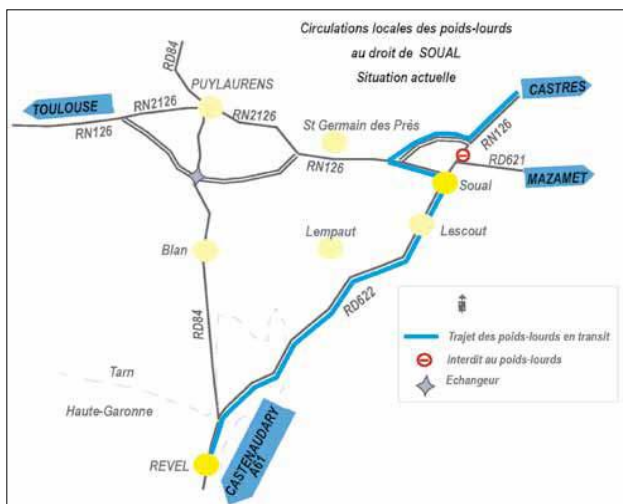 Circulations locales des poids-lourds
au droit de SOUAL
Situation actuelle
RD84
PUYLAURENS
TOULOUSE
RN2126
RN126
RN2126
St Germain des Près
RN126
CASTRES
RN126
RD621
MAZAMET
Soual
Lescout
Lempaut
Blan
RD84
RD622
Trajet des poids-lourds en transit
Interdit au poids-lourds
Echangeur
Tarn
Haute-Garonne
REVEL
CASTENAUDARY
A61